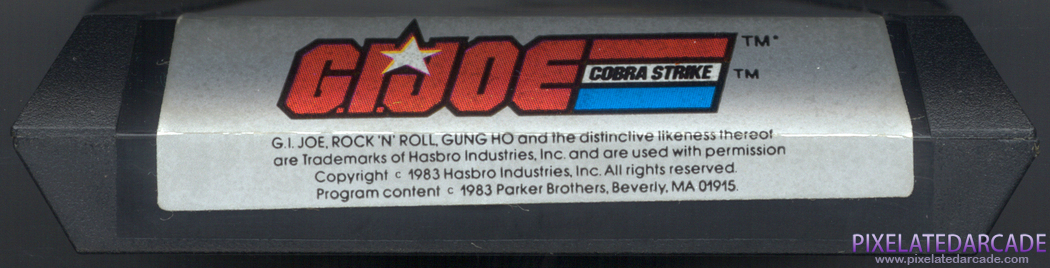 G.I. JOE TM*
COBRA STRIKE TM
G.I. JOE, ROCK 'N' ROLL, GUNG HO and the distinctive likeness thereof
are Trademarks of Hasbro Industries, Inc. and are used with permission
Copyright c 1983 Hasbro Industries, Inc. All rights reserved.
Program content c 1983 Parker Brothers, Beverly, MA 01915.
PIXELATEDARCADE
www.pixelatedarcade.com